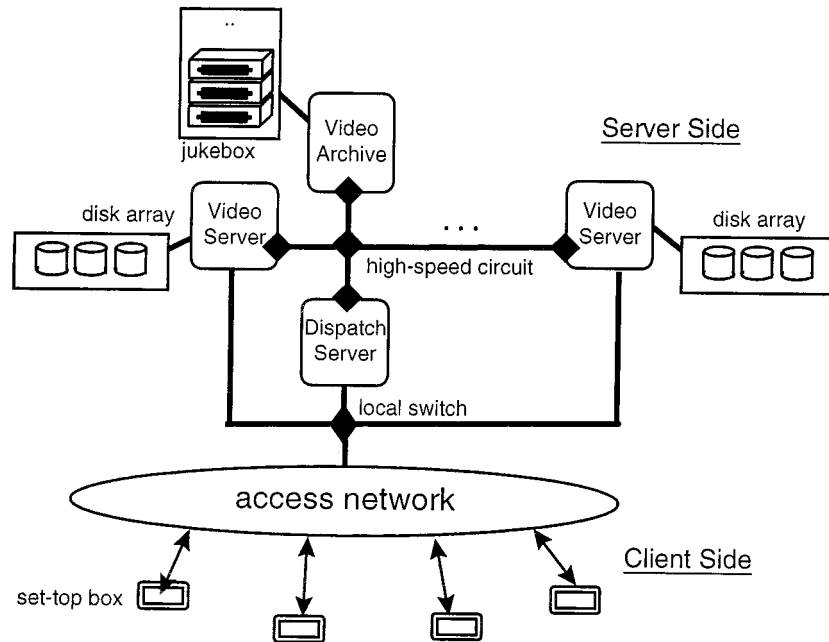 ..
jukebox
Video
Archive
Server Side
disk array
Video
Server
. . .
Video
Server
disk array
high-speed circuit
Dispatch
Server
local switch
access network
Client Side
set-top box